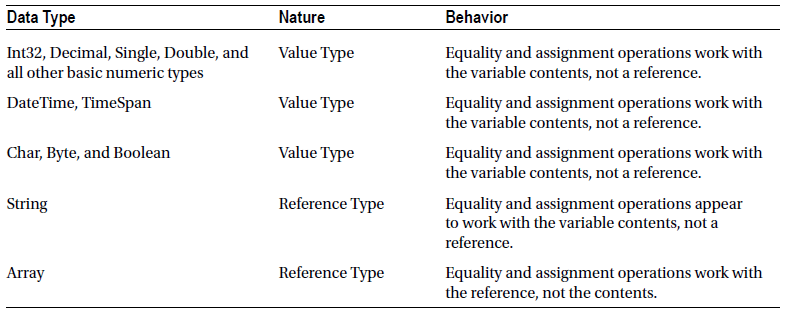 Data Type Nature Behavior
Int32, Decimal, Single, Double, and Value Type Equality and assignment operations work with
all other basic numeric types the variable contents, not a reference.
DateTime, TimeSpan Value Type Equality and assignment operations work with
the variable contents, not a reference.
Char, Byte, and Boolean Value Type Equality and assignment operations work with
the variable contents, not a reference.
String Reference Type Equality and assignment operations appear
to work with the variable contents, not a
reference.
Array Reference Type Equality and assignment operations work with
the reference, not the contents.